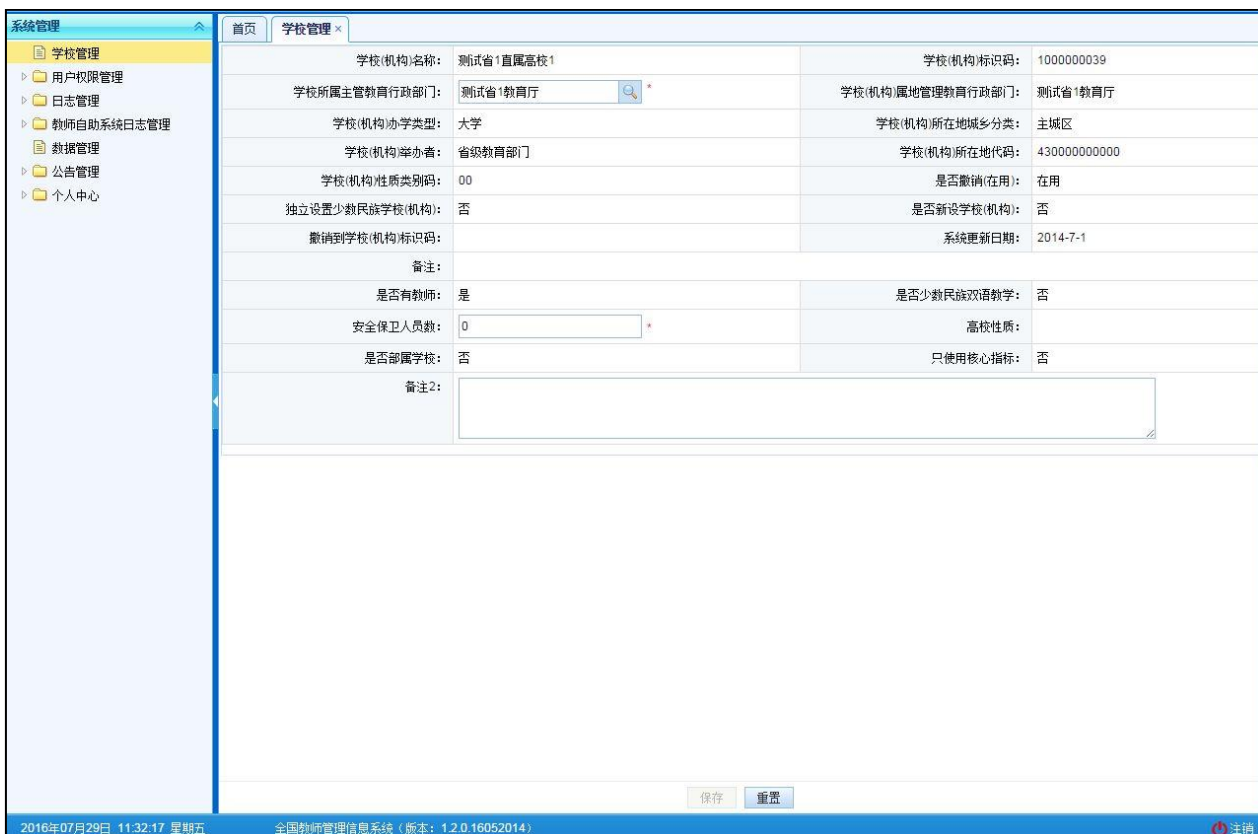 系统管理
首页 学校管理 ×
学校管理
用户权限管理
日志管理
教师自助系统日志管理
数据管理
公告管理
个人中心
学校(机构)名称： 测试省1直属高校1 学校(机构)标识码： 1000000039
学校所属主管教育行政部门： 测试省1教育厅 * 学校(机构)属地管理教育行政部门： 测试省1教育厅
学校(机构)办学类型： 大学 学校(机构)所在地城乡分类： 主城区
学校(机构)举办者： 省级教育部门 学校(机构)所在地代码： 430000000000
学校(机构)性质类别码： 00 是否撤销(在用)： 在用
独立设置少数民族学校(机构)： 否 是否新设学校(机构)： 否
撤销到学校(机构)标识码： 系统更新日期： 2014-7-1
备注：
是否有教师： 是 是否少数民族双语教学： 否
安全保卫人员数： 0 * 高校性质：
是否部属学校： 否 只使用核心指标： 否
备注2：
保存 重置
2016年07月29日 11:32:17 星期五 全国教师管理信息系统（版本：1.2.0.16052014） 注销